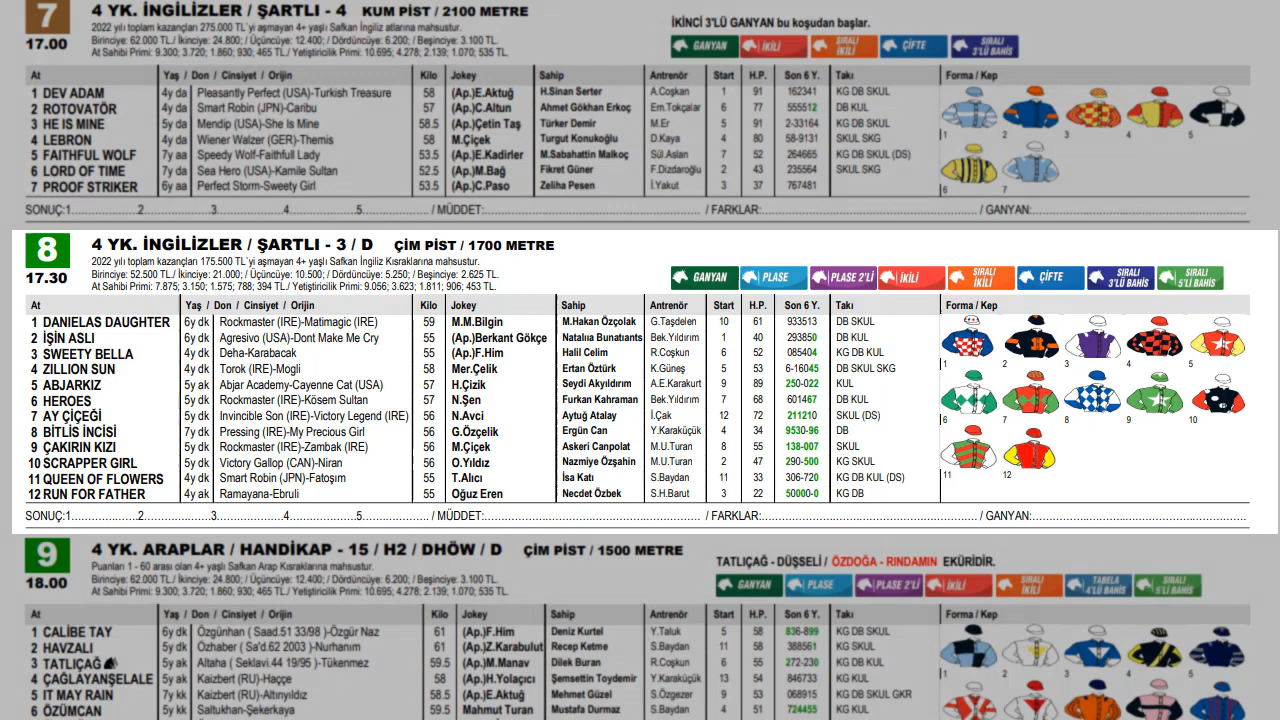 7 4 YK. İNGİLİZLER / ŞARTLI - 4 KUM PİST / 2100 METRE
17.00
2022 yılı toplam kazançları 275.000 TL`yi aşmayan 4+ yaşlı Safkan İngiliz atlarına mahsustur.
Birinciye: 62.000 TL./ İkinciye: 24.800; / Üçüncüye: 12.400; / Dördüncüye: 6.200; / Beşinciye: 3.100 TL.
At Sahibi Primi: 9.300; 3.720; 1.860; 930; 465 TL./ Yetiştiricilik Primi: 10.695; 4.278; 2.139; 1.070; 535 TL.
İKİNCİ 3'LÜ GANYAN bu koşudan başlar.
GANYAN İKİLİ SIRALI İKİLİ ÇİFTE SIRALI 3'LÜ BAHİS
At Yaş / Don / Cinsiyet / Orijin Kilo Jokey Sahip Antrenör Start H.P. Son 6 Y. Takı Forma / Kep
1 DEV ADAM 4y da Pleasantly Perfect (USA)-Turkish Treasure 58 (Ap.)E.Aktuğ H.Sinan Serter A.Coşkan 1 91 162341 KG DB SKUL
2 ROTOVATÖR 4y da Smart Robin (JPN)-Caribu 57 (Ap.)C.Altun Ahmet Gökhan Erkoç Em.Tokçalar 6 77 555512 DB KUL
3 HE IS MINE 5y da Mendip (USA)-She Is Mine 58.5 (Ap.)Çetin Taş Türker Demir M.Er 5 91 2-33164 KG DB KUL
4 LEBRON 4y da Wiener Walzer (GER)-Themis 58 M.Çiçek Turgut Konukoğlu D.Kaya 4 80 58-9131 SKUL SKG
5 FAITHFUL WOLF 7y aa Speedy Wolf-Faithfull Lady 53.5 (Ap.)E.Kadirler M.Sabahattin Malkoç Sül.Aslan 7 52 264665 KG DB SKUL (DS)
6 LORD OF TIME 7y da Sea Hero (USA)-Kamile Sultan 52.5 (Ap.)M.Bağ Fikret Güner F.Dizdaroğlu 2 43 235564 SKUL SKG
7 PROOF STRIKER 6y aa Perfect Storm-Sweety Girl 53.5 (Ap.)C.Paso Zeliha Pesen İ.Yakut 3 37 767481
1 2 3 4 5
6 7
SONUÇ:1........................2........................3........................4........................5...................... / MÜDDET:.......................................................................... / FARKLAR:.......................................................................... / GANYAN:..........................................................................
8 4 YK. İNGİLİZLER / ŞARTLI - 3 / D ÇİM PİST / 1700 METRE
17.30
2022 yılı toplam kazançları 175.500 TL`yi aşmayan 4+ yaşlı Safkan İngiliz Kısraklarına mahsustur.
Birinciye: 52.500 TL./ İkinciye: 21.000; / Üçüncüye: 10.500; / Dördüncüye: 5.250; / Beşinciye: 2.625 TL.
At Sahibi Primi: 7.875; 3.150; 1.575; 788; 394 TL./ Yetiştiricilik Primi: 9.056; 3.623; 1.811; 906; 453 TL.
GANYAN PLASE PLASE 2'Lİ İKİLİ SIRALI İKİLİ ÇİFTE SIRALI 3'LÜ BAHİS SIRALI 5'Lİ BAHİS
At Yaş / Don / Cinsiyet / Orijin Kilo Jokey Sahip Antrenör Start H.P. Son 6 Y. Takı Forma / Kep
1 DANIELAS DAUGHTER 6y dk Rockmaster (IRE)-Matimagic (IRE) 59 M.M.Bilgin M.Hakan Özçolak G.Taşdelen 10 61 933513 DB SKUL
2 İŞİN ASLI 6y dk Agresivo (USA)-Dont Make Me Cry 55 (Ap.)Berkant Gökçe Natalııa Bunatıants Bek.Yıldırım 1 40 293850 DB KUL
3 SWEETY BELLA 4y dk Deha-Karabacak 55 (Ap.)F.Him Halil Celim R.Coşkun 6 52 085404 KG DB KUL
4 ZILLION SUN 4y dk Torok (IRE)-Mogli 58 Mer.Çelik Ertan Öztürk K.Güneş 5 53 6-16045 DB SKUL SKG
5 ABJARKIZ 5y ak Abjar Academy-Cayenne Cat (USA) 57 H.Çizik Seydi Akyıldırım A.E.Karakurt 9 89 250-022 KUL
6 HEROES 5y dk Rockmaster (IRE)-Kösem Sultan 57 N.Şen Furkan Kahraman Bek.Yıldırım 7 68 601467 DB KUL
7 AY ÇİÇEĞİ 5y dk Invincible Son (IRE)-Victory Legend (IRE) 56 N.Avci Aytuğ Atalay İ.Çak 12 72 211210 SKUL (DS)
8 BİTLİS İNCİSİ 7y dk Pressing (IRE)-My Precious Girl 56 G.Özçelik Ergün Can Y.Karaküçük 4 34 9530-96 DB
9 ÇAKIRIN KIZI 5y dk Rockmaster (IRE)-Zambak (IRE) 56 M.Çiçek Askeri Canpolat M.U.Turan 8 55 138-007 SKUL
10 SCRAPPER GIRL 5y dk Victory Gallop (CAN)-Niran 56 O.Yıldız Nazmiye Özşahin M.U.Turan 2 47 290-500 KG SKUL
11 QUEEN OF FLOWERS 4y dk Smart Robin (JPN)-Fatoşım 55 T.Alıcı İsa Katı S.Baydan 11 33 306-720 KG DB KUL (DS)
12 RUN FOR FATHER 4y ak Ramayana-Ebruli 55 Oğuz Eren Necdet Özbek S.H.Barut 3 22 50000-0 KG DB
1 2 3 4 5
6 7 8 9 10
11 12
SONUÇ:1........................2........................3........................4........................5...................... / MÜDDET:.......................................................................... / FARKLAR:.......................................................................... / GANYAN:..........................................................................
9 4 YK. ARAPLAR / HANDİKAP - 15 / H2 / DHÖW / D ÇİM PİST / 1500 METRE
18.00
Puanları 1 - 60 arası olan 4+ yaşlı Safkan Arap Kısraklarına mahsustur.
Birinciye: 62.000 TL./ İkinciye: 24.800; / Üçüncüye: 12.400; / Dördüncüye: 6.200; / Beşinciye: 3.100 TL.
At Sahibi Primi: 9.300; 3.720; 1.860; 930; 465 TL./ Yetiştiricilik Primi: 10.695; 4.278; 2.139; 1.070; 535 TL.
TATLIÇAĞ - DÜŞSELİ / ÖZDOĞA - RINDAMIN EKÜRİDİR.
GANYAN PLASE PLASE 2'Lİ İKİLİ SIRALI İKİLİ TABELA 4'LÜ BAHİS SIRALI 5'Lİ BAHİS
At Yaş / Don / Cinsiyet / Orijin Kilo Jokey Sahip Antrenör Start H.P. Son 6 Y. Takı Forma / Kep
1 CALİBE TAY 6y dk Özgünhan ( Saad.51 33/98 )-Özgür Naz 61 (Ap.)F.Him Deniz Kurtel Y.Taluk 5 58 836-899 KG DB SKUL
2 HAVZALI 5y dk Özhaber ( Sa'd.62 2003 )-Nurhanım 61 (Ap.)Z.Karabulut Recep Ketme S.Baydan 11 58 388561 KG DB SKUL
3 TATLIÇAĞ 5y ak Altaha ( Seklavi.44 19/95 )-Tükenmez 59.5 (Ap.)M.Manav Dilek Buran R.Coşkun 6 55 272-230 KG DB KUL
4 ÇAĞLAYANŞELALE 5y ak Kaizbert (RU)-Haççe 58 (Ap.)H.Yolaçıcı Şemsettin Toydemir Y.Karaküçük 13 54 846733 KG KUL
5 IT MAY RAIN 7y kk Kaizbert (RU)-Altınyıldız 58.5 (Ap.)E.Aktuğ Mehmet Güzel S.Özgezer 9 53 068915 KG DB SKUL GKR
6 ÖZÜMCAN 5y kk Saltukhan-Şekerkaya 59.5 Mahmut Turan Mustafa Durmaz S.Baydan 4 51 724455 KG KUL
1 2 3 4 5